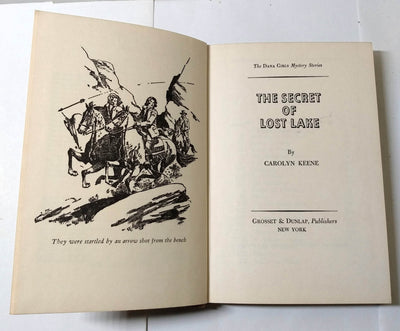 They were startled by an arrow shot from the bench
The Dana Girls Mystery Stories
THE SECRET
OF
LOST LAKE
By
CAROLYN KEENE
GROSSET & DUNLAP, Publishers
NEW YORK